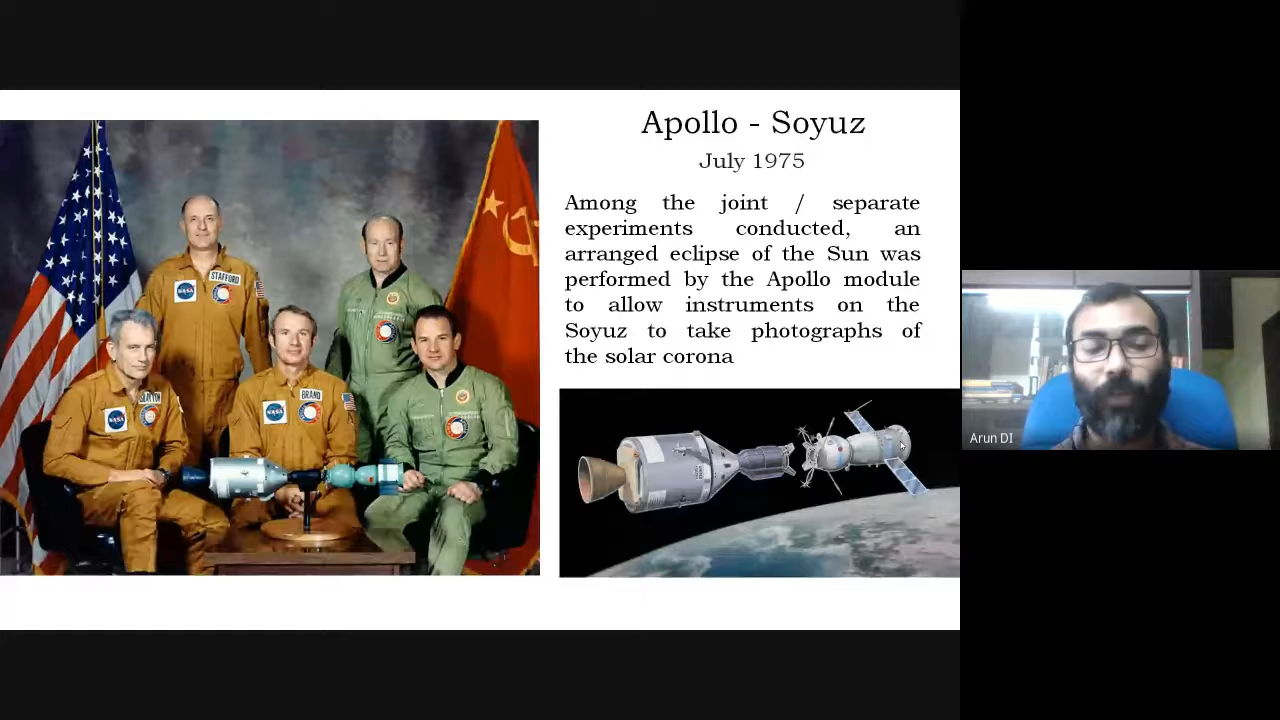 Apollo - Soyuz
July 1975
Among the joint / separate
experiments conducted, an
arranged eclipse of the Sun was
performed by the Apollo module
to allow instruments on the
Soyuz to take photographs of
the solar corona
STAFFORD
NASA
SLAYTON
NASA
BRAND
NASA
Arun DI